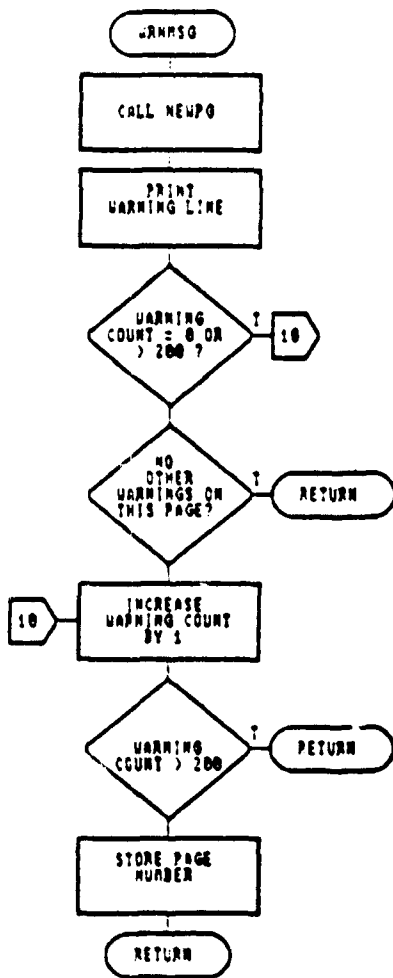 WRNMSG
CALL NEWPG
PRINT
WARNING LINE
WARNING
COUNT = 0 OR
> 200 ?
T
10
NO
OTHER
WARNINGS ON
THIS PAGE?
T
RETURN
10
INCREASE
WARNING COUNT
BY 1
WARNING
COUNT > 200
T
RETURN
STORE PAGE
NUMBER
RETURN